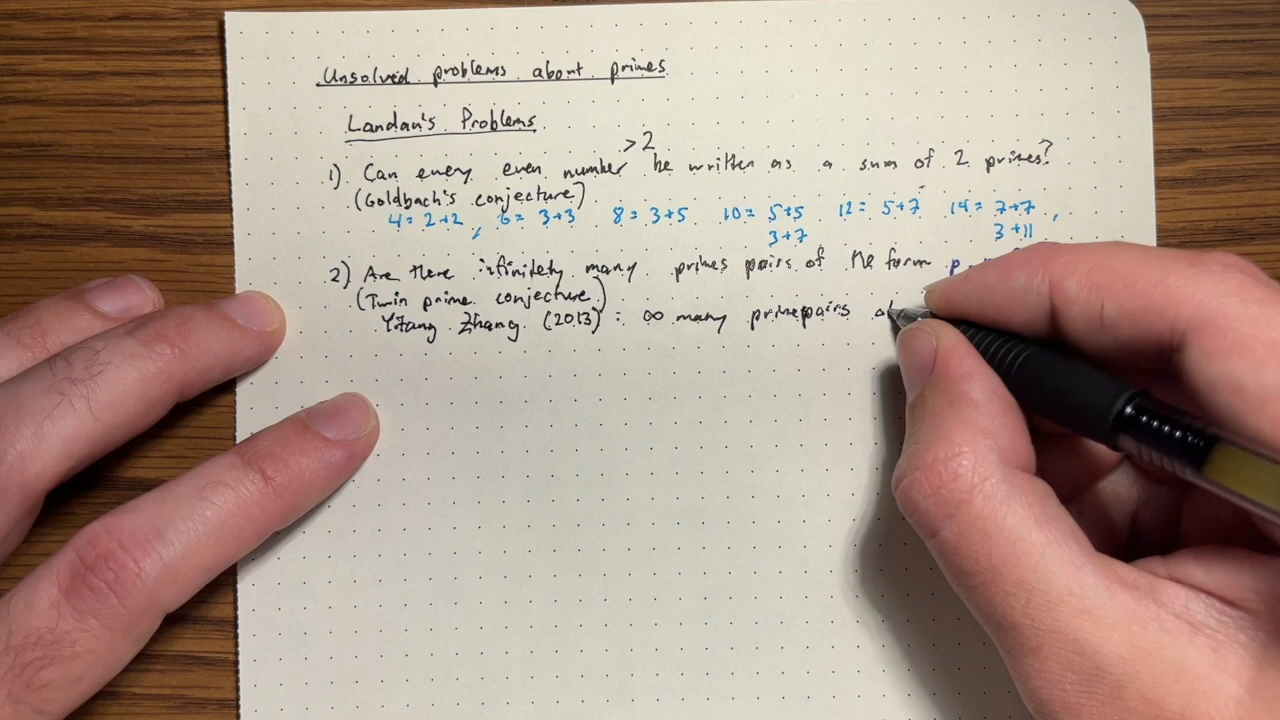 Unsolved problems about primes
Landau's Problems
>2
1) Can every even number be written as a sum of 2 primes?
(Goldbach's conjecture)
4=2+2, 6=3+3 8=3+5 10=5+5 12=5+7 14=7+7,
3+7 3+11
2) Are there infinitely many primes pairs of the form p
(Twin prime conjecture)
Yitang Zhang (2013): ∞ many prime pairs